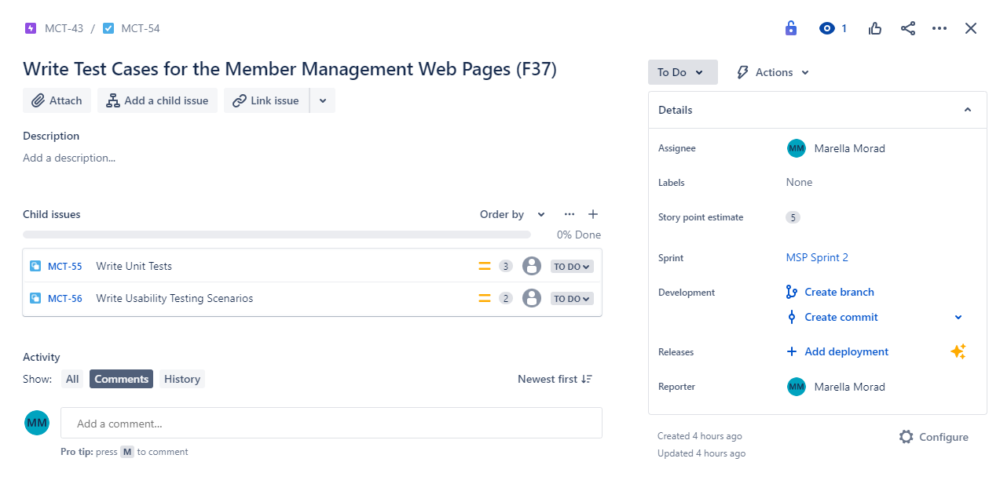 MCT-43 / MCT-54
1
Write Test Cases for the Member Management Web Pages (F37)
Attach
Add a child issue
Link issue
Description
Add a description...
Child issues
Order by
0% Done
MCT-55 Write Unit Tests 3 TO DO
MCT-56 Write Usability Testing Scenarios 2 TO DO
Activity
Show: All Comments History
Newest first
MM
Add a comment...
Pro tip: press M to comment
To Do
Actions
Details
Assignee MM Marella Morad
Labels None
Story point estimate 5
Sprint MSP Sprint 2
Development Create branch
Create commit
Releases Add deployment
Reporter MM Marella Morad
Created 4 hours ago
Updated 4 hours ago
Configure